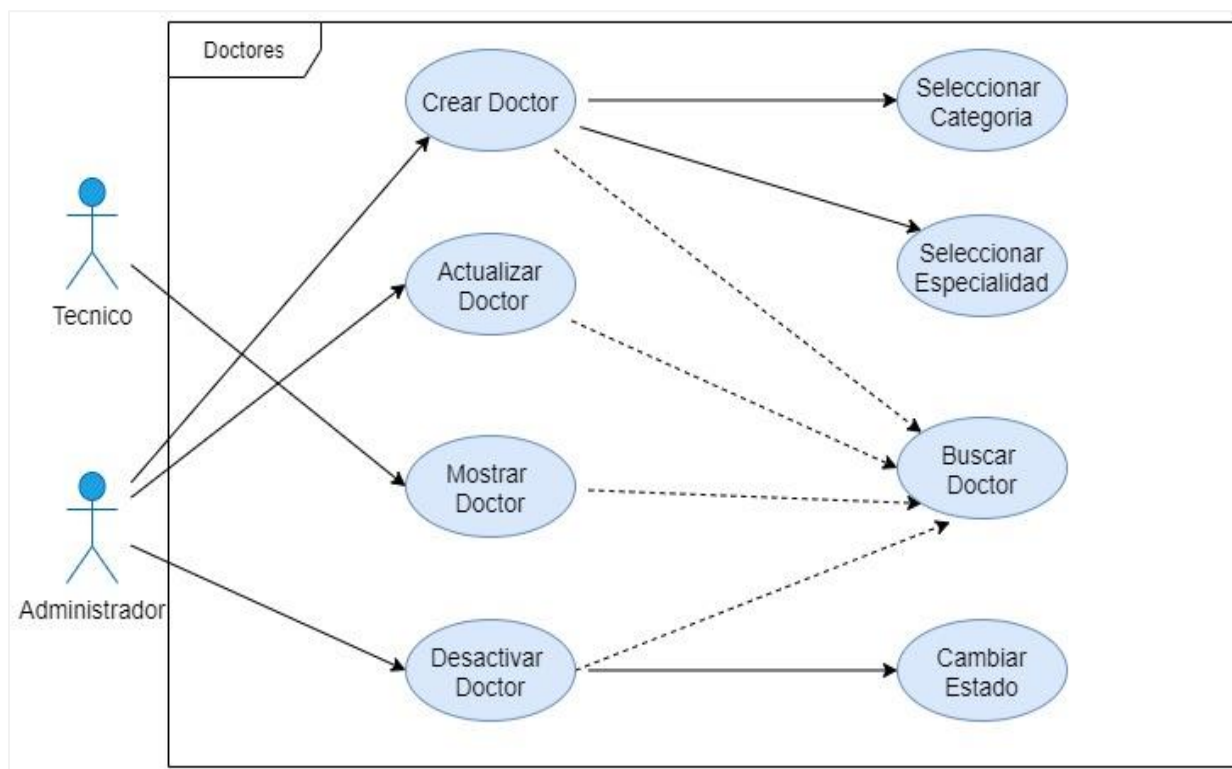 Doctores
Crear Doctor
Seleccionar
Categoria
Seleccionar
Especialidad
Tecnico
Actualizar
Doctor
Mostrar
Doctor
Buscar
Doctor
Administrador
Desactivar
Doctor
Cambiar
Estado